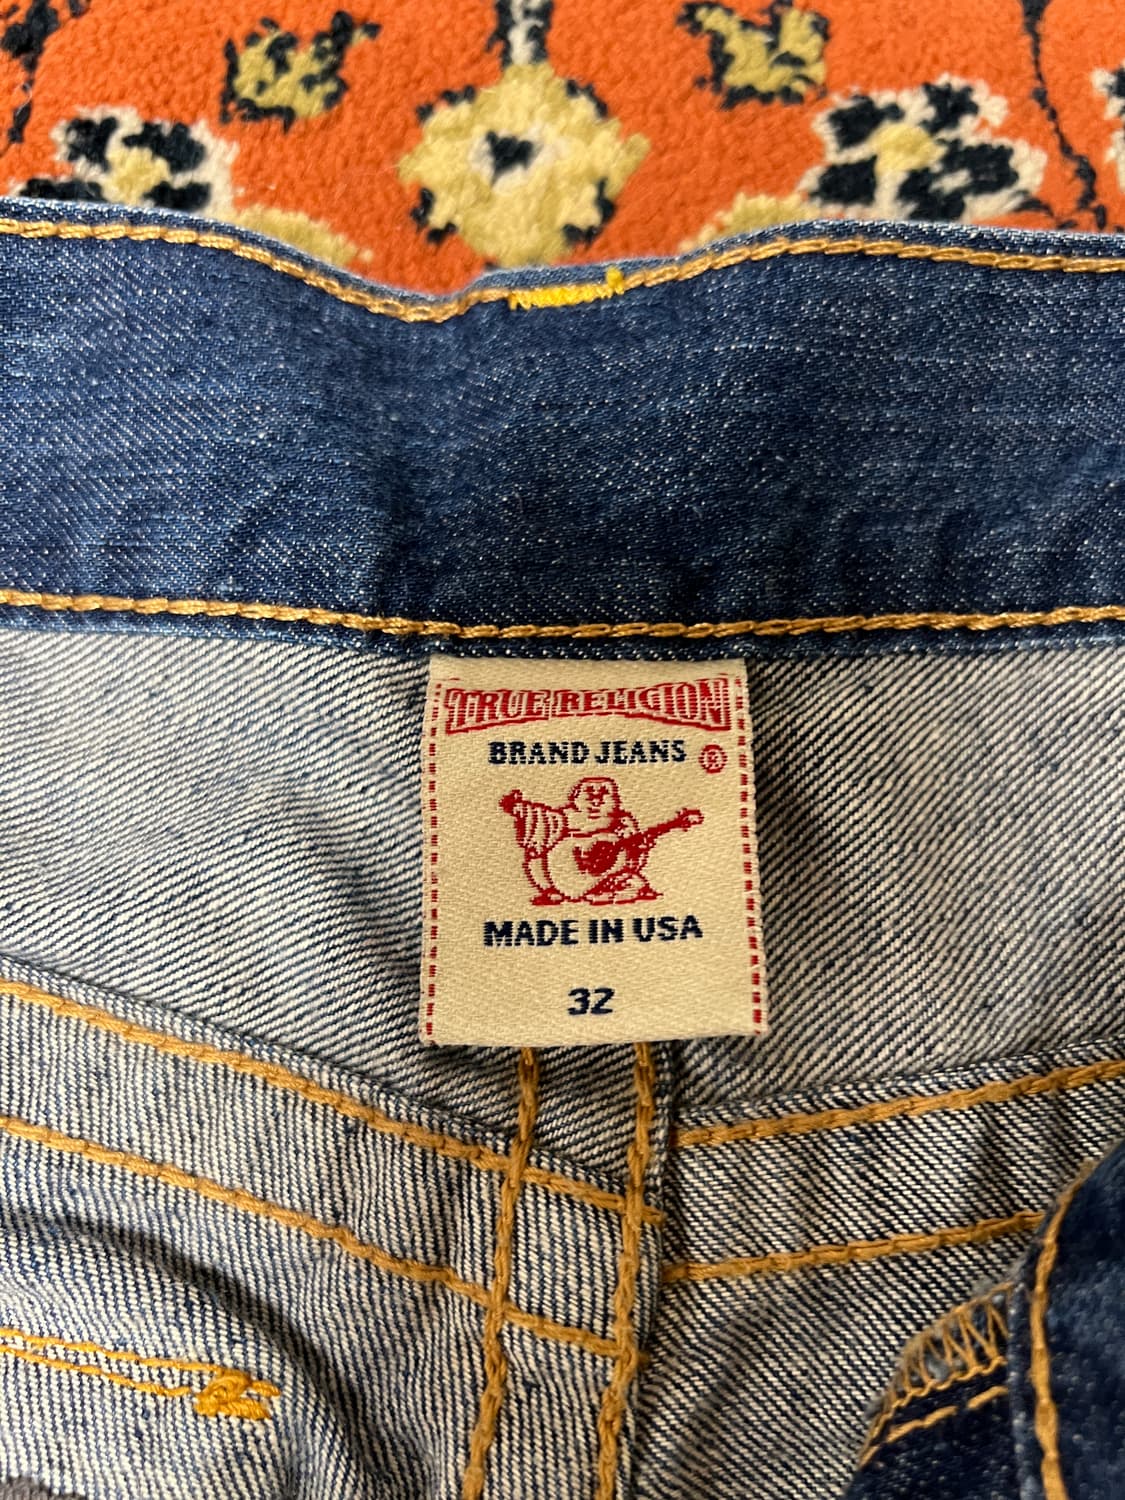 TRUE RELIGION
BRAND JEANS ®
MADE IN USA
32